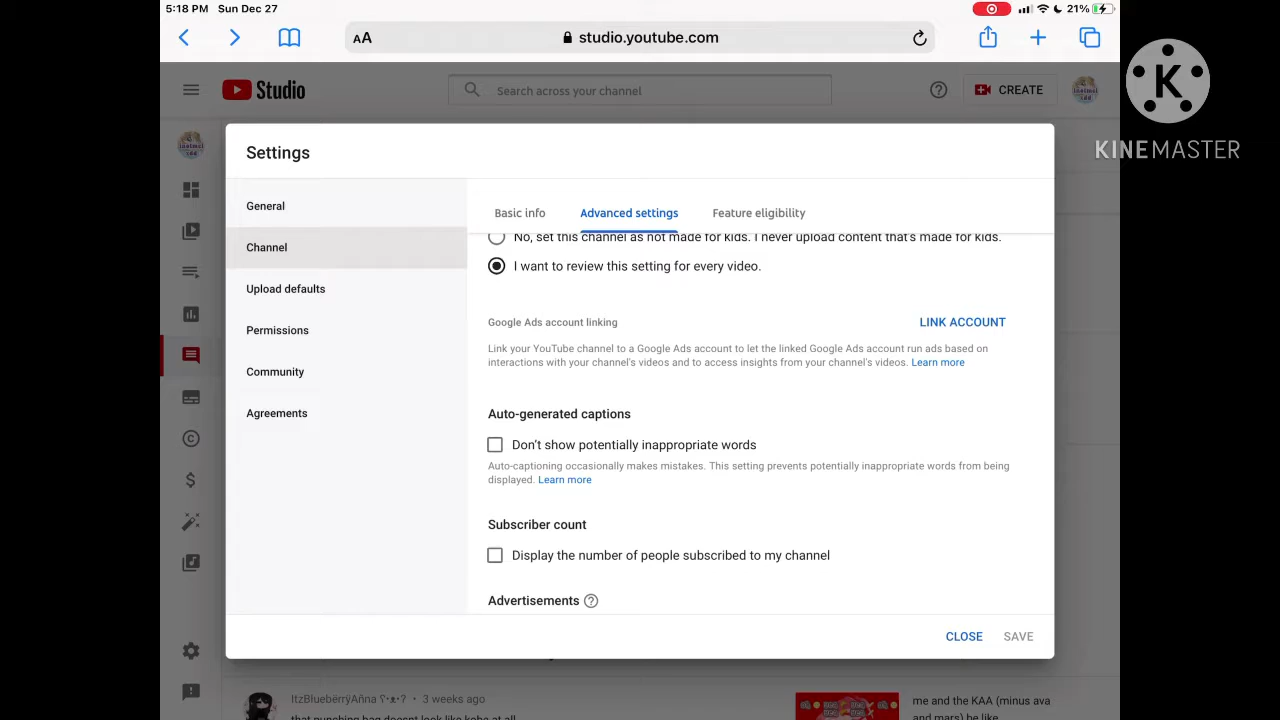 5:18 PM Sun Dec 27
21%
AA
studio.youtube.com
Studio
Search across your channel
CREATE
K
KINEMASTER
Settings
General
Channel
Upload defaults
Permissions
Community
Agreements
Basic info
Advanced settings
Feature eligibility
No, set this channel as not made for kids. I never upload content that's made for kids.
I want to review this setting for every video.
Google Ads account linking
LINK ACCOUNT
Link your YouTube channel to a Google Ads account to let the linked Google Ads account run ads based on
interactions with your channel's videos and to access insights from your channel's videos. Learn more
Auto-generated captions
Don't show potentially inappropriate words
Auto-captioning occasionally makes mistakes. This setting prevents potentially inappropriate words from being
displayed. Learn more
Subscriber count
Display the number of people subscribed to my channel
Advertisements
CLOSE
SAVE
3 weeks ago
that punching bag doesnt look like kobe at all
me and the KAA (minus ava
and mars) be like